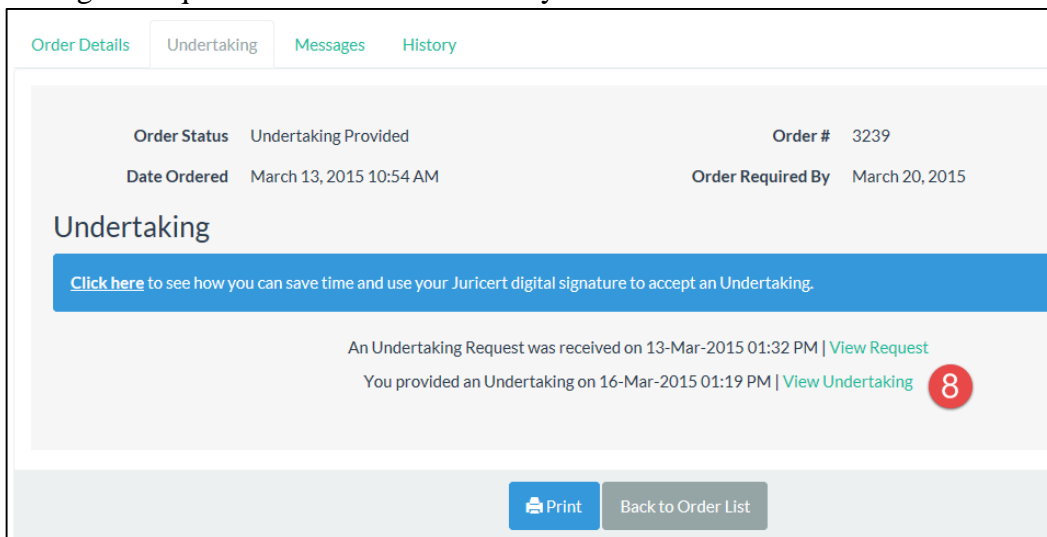 Order Details Undertaking Messages History
Order Status Undertaking Provided Order # 3239
Date Ordered March 13, 2015 10:54 AM Order Required By March 20, 2015
Undertaking
Click here to see how you can save time and use your Juricert digital signature to accept an Undertaking.
An Undertaking Request was received on 13-Mar-2015 01:32 PM | View Request
You provided an Undertaking on 16-Mar-2015 01:19 PM | View Undertaking 8
Print Back to Order List